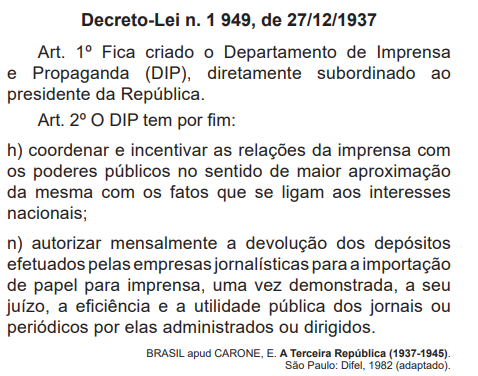 Decreto-Lei n. 1 949, de 27/12/1937
Art. 1º Fica criado o Departamento de Imprensa
e Propaganda (DIP), diretamente subordinado ao
presidente da República.
Art. 2º O DIP tem por fim:
h) coordenar e incentivar as relações da imprensa com
os poderes públicos no sentido de maior aproximação
da mesma com os fatos que se ligam aos interesses
nacionais;
n) autorizar mensalmente a devolução dos depósitos
efetuados pelas empresas jornalísticas para a importação
de papel para imprensa, uma vez demonstrada, a seu
juízo, a eficiência e a utilidade pública dos jornais ou
periódicos por elas administrados ou dirigidos.
BRASIL apud CARONE, E. A Terceira República (1937-1945).
São Paulo: Difel, 1982 (adaptado).